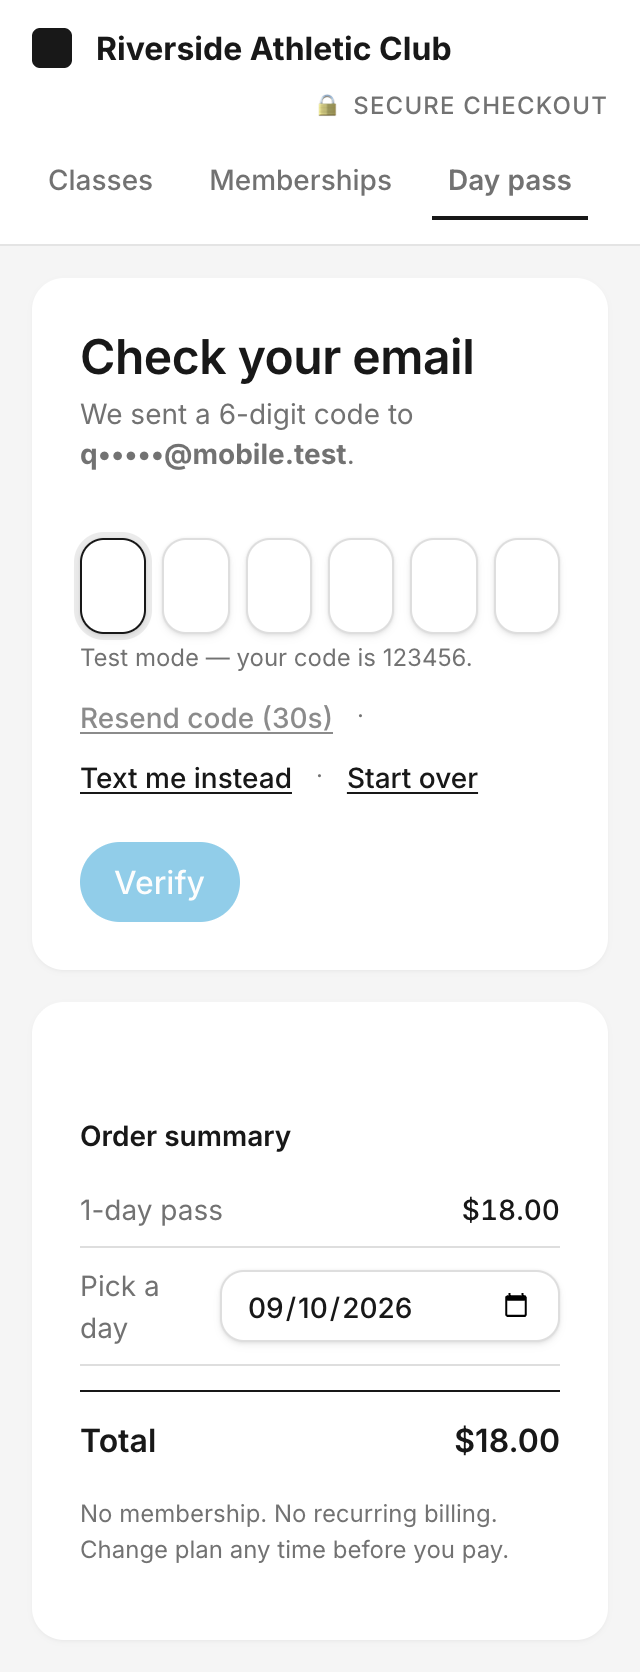 Riverside Athletic Club
🔒 SECURE CHECKOUT
Classes Memberships Day pass
Check your email
We sent a 6-digit code to
q•••••@mobile.test.
Test mode — your code is 123456.
Resend code (30s) ·
Text me instead · Start over
Verify
Order summary
1-day pass $18.00
Pick a
day 09/10/2026
Total $18.00
No membership. No recurring billing.
Change plan any time before you pay.